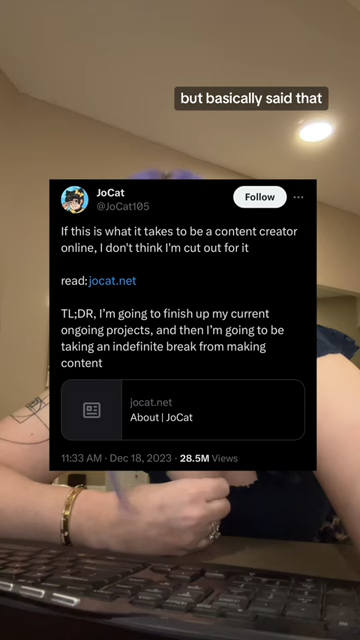 but basically said that
JoCat
@JoCat105
Follow
If this is what it takes to be a content creator
online, I don't think I'm cut out for it
read:jocat.net
TL;DR, I'm going to finish up my current
ongoing projects, and then I'm going to be
taking an indefinite break from making
content
jocat.net
About | JoCat
11:33 AM · Dec 18, 2023 · 28.5M Views